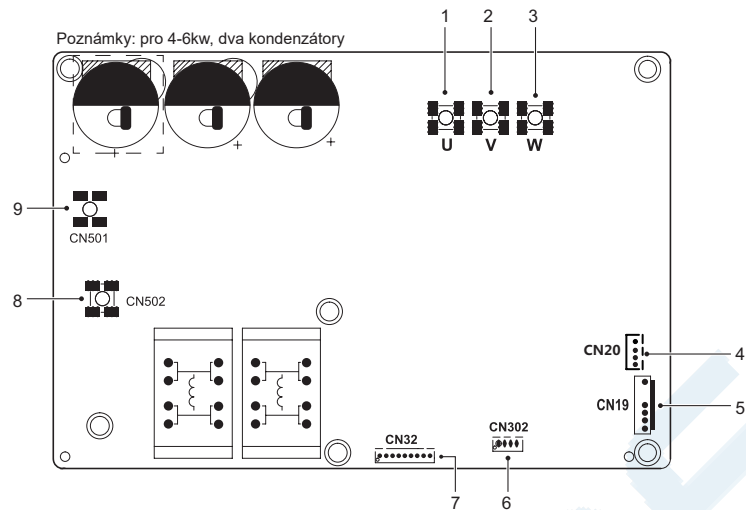 1 2 3
Poznámky: pro 4-6kw, dva kondenzátory
+ + +
U V W
9
CN501
8 CN502
CN20 4
CN19 5
CN32 CN302
7 6